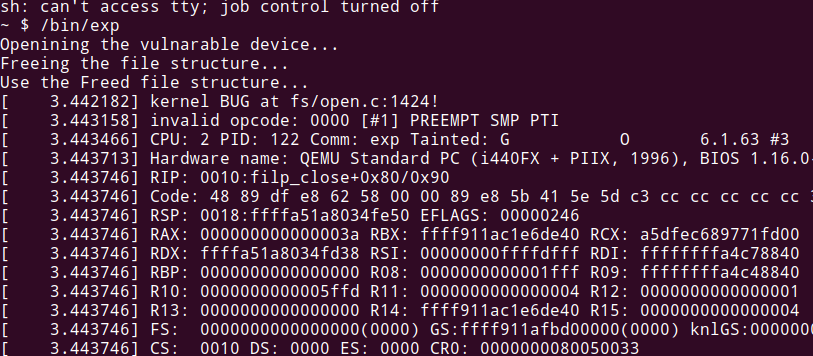 sh: can't access tty; job control turned off
~ $ /bin/exp
Openining the vulnarable device...
Freeing the file structure...
Use the Freed file structure...
[    3.442182] kernel BUG at fs/open.c:1424!
[    3.443158] invalid opcode: 0000 [#1] PREEMPT SMP PTI
[    3.443466] CPU: 2 PID: 122 Comm: exp Tainted: G           O       6.1.63 #3
[    3.443713] Hardware name: QEMU Standard PC (i440FX + PIIX, 1996), BIOS 1.16.0-
[    3.443746] RIP: 0010:filp_close+0x80/0x90
[    3.443746] Code: 48 89 df e8 62 58 00 00 89 e8 5b 41 5e 5d c3 cc cc cc cc cc
[    3.443746] RSP: 0018:ffffa51a8034fe50 EFLAGS: 00000246
[    3.443746] RAX: 000000000000003a RBX: ffff911ac1e6de40 RCX: a5dfec689771fd00
[    3.443746] RDX: ffffa51a8034fd38 RSI: 00000000ffffdfff RDI: ffffffffa4c78840
[    3.443746] RBP: 0000000000000000 R08: 0000000000001fff R09: ffffffffa4c48840
[    3.443746] R10: 0000000000005ffd R11: 0000000000000004 R12: 0000000000000001
[    3.443746] R13: 0000000000000000 R14: ffff911ac1e6de40 R15: 0000000000000004
[    3.443746] FS:  0000000000000000(0000) GS:ffff911afbd00000(0000) knlGS:0000000
[    3.443746] CS:  0010 DS: 0000 ES: 0000 CR0: 0000000080050033